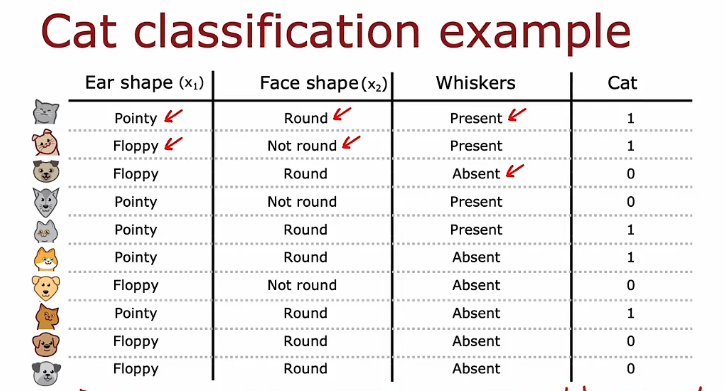 Cat classification example
Ear shape (x₁) Face shape (x₂) Whiskers Cat
Pointy Round Present 1
Floppy Not round Present 1
Floppy Round Absent 0
Pointy Not round Present 0
Pointy Round Present 1
Pointy Round Absent 1
Floppy Not round Absent 0
Pointy Round Absent 1
Floppy Round Absent 0
Floppy Round Absent 0